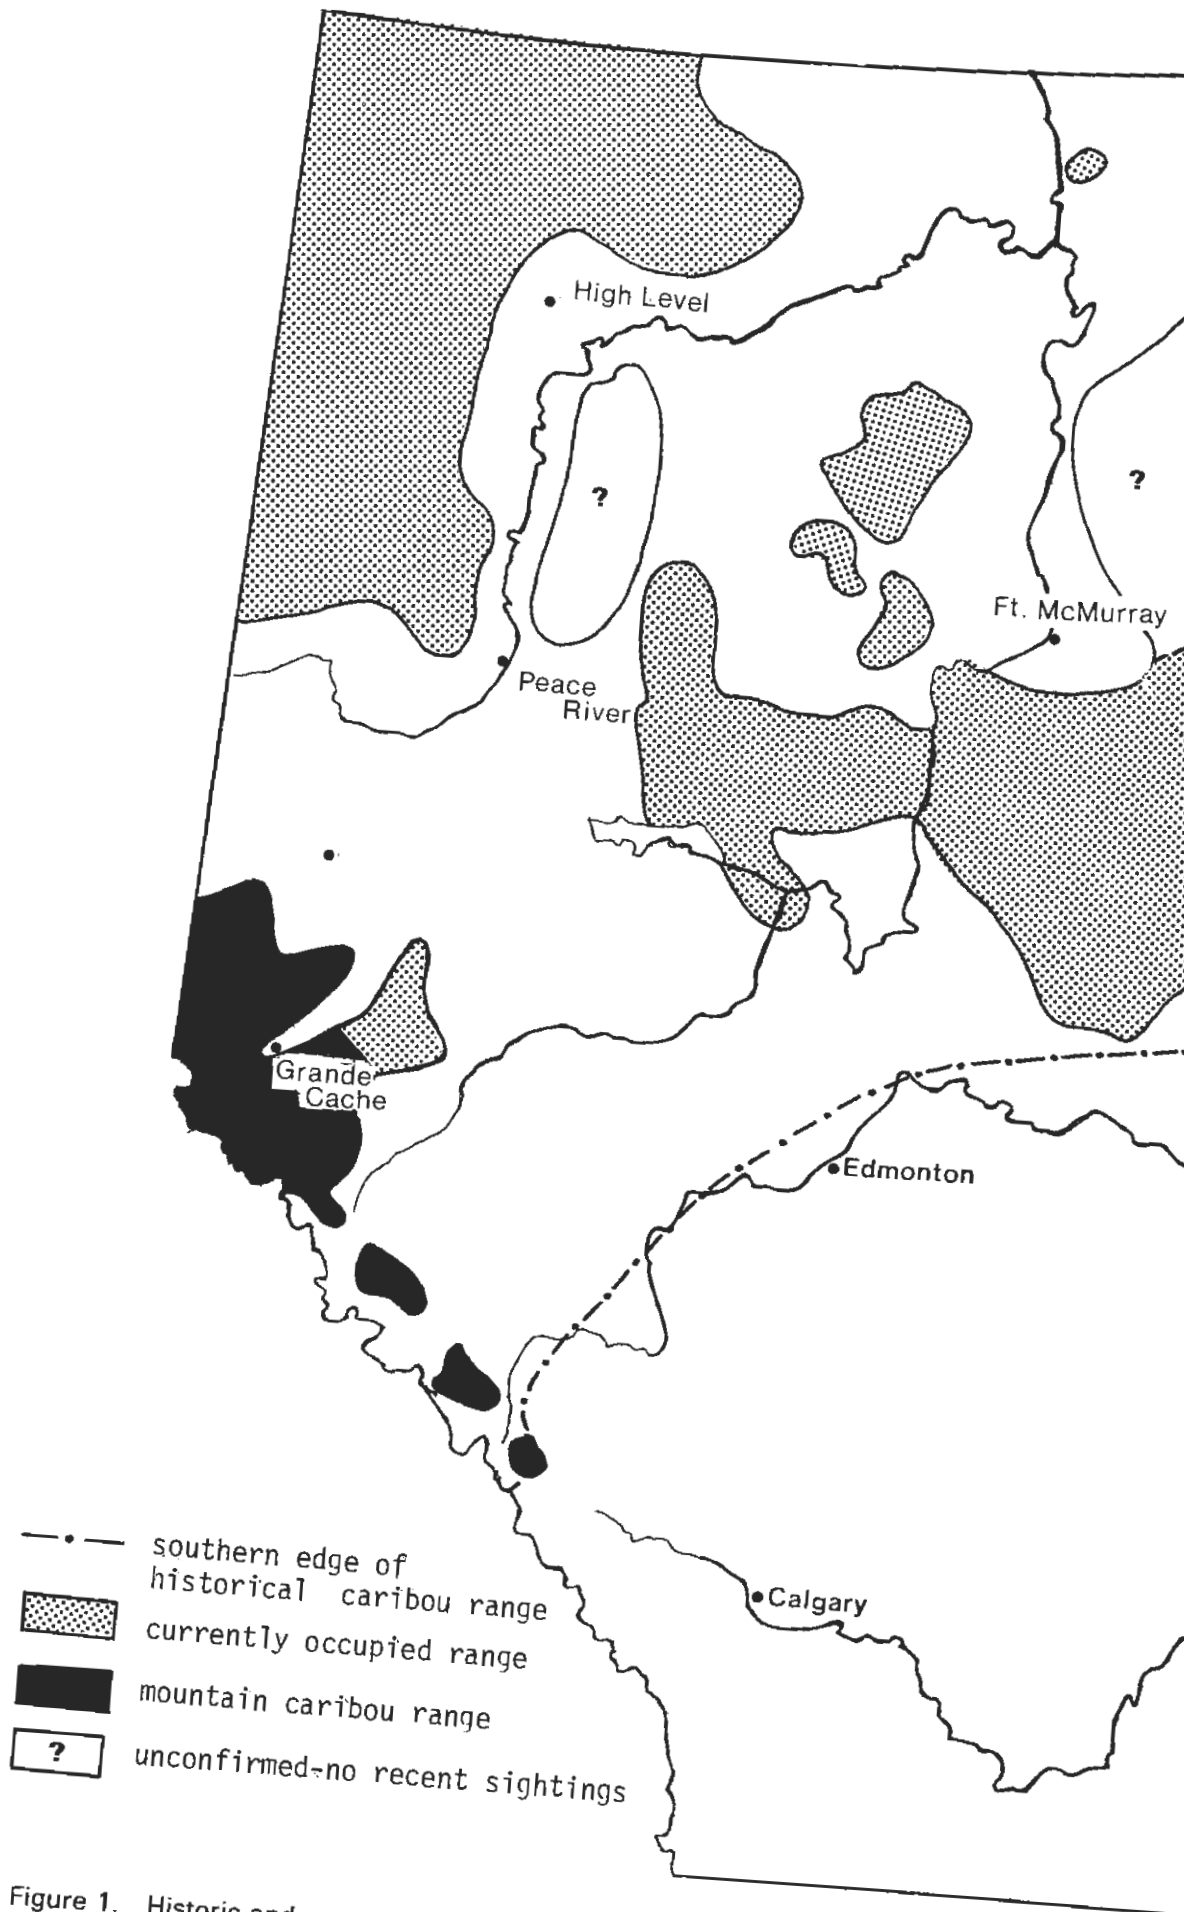 High Level
?
?
Ft. McMurray
Peace
River
Grande
Cache
Edmonton
southern edge of
historical caribou range
Calgary
currently occupied range
mountain caribou range
? unconfirmed-no recent sightings
Figure 1. Historic and